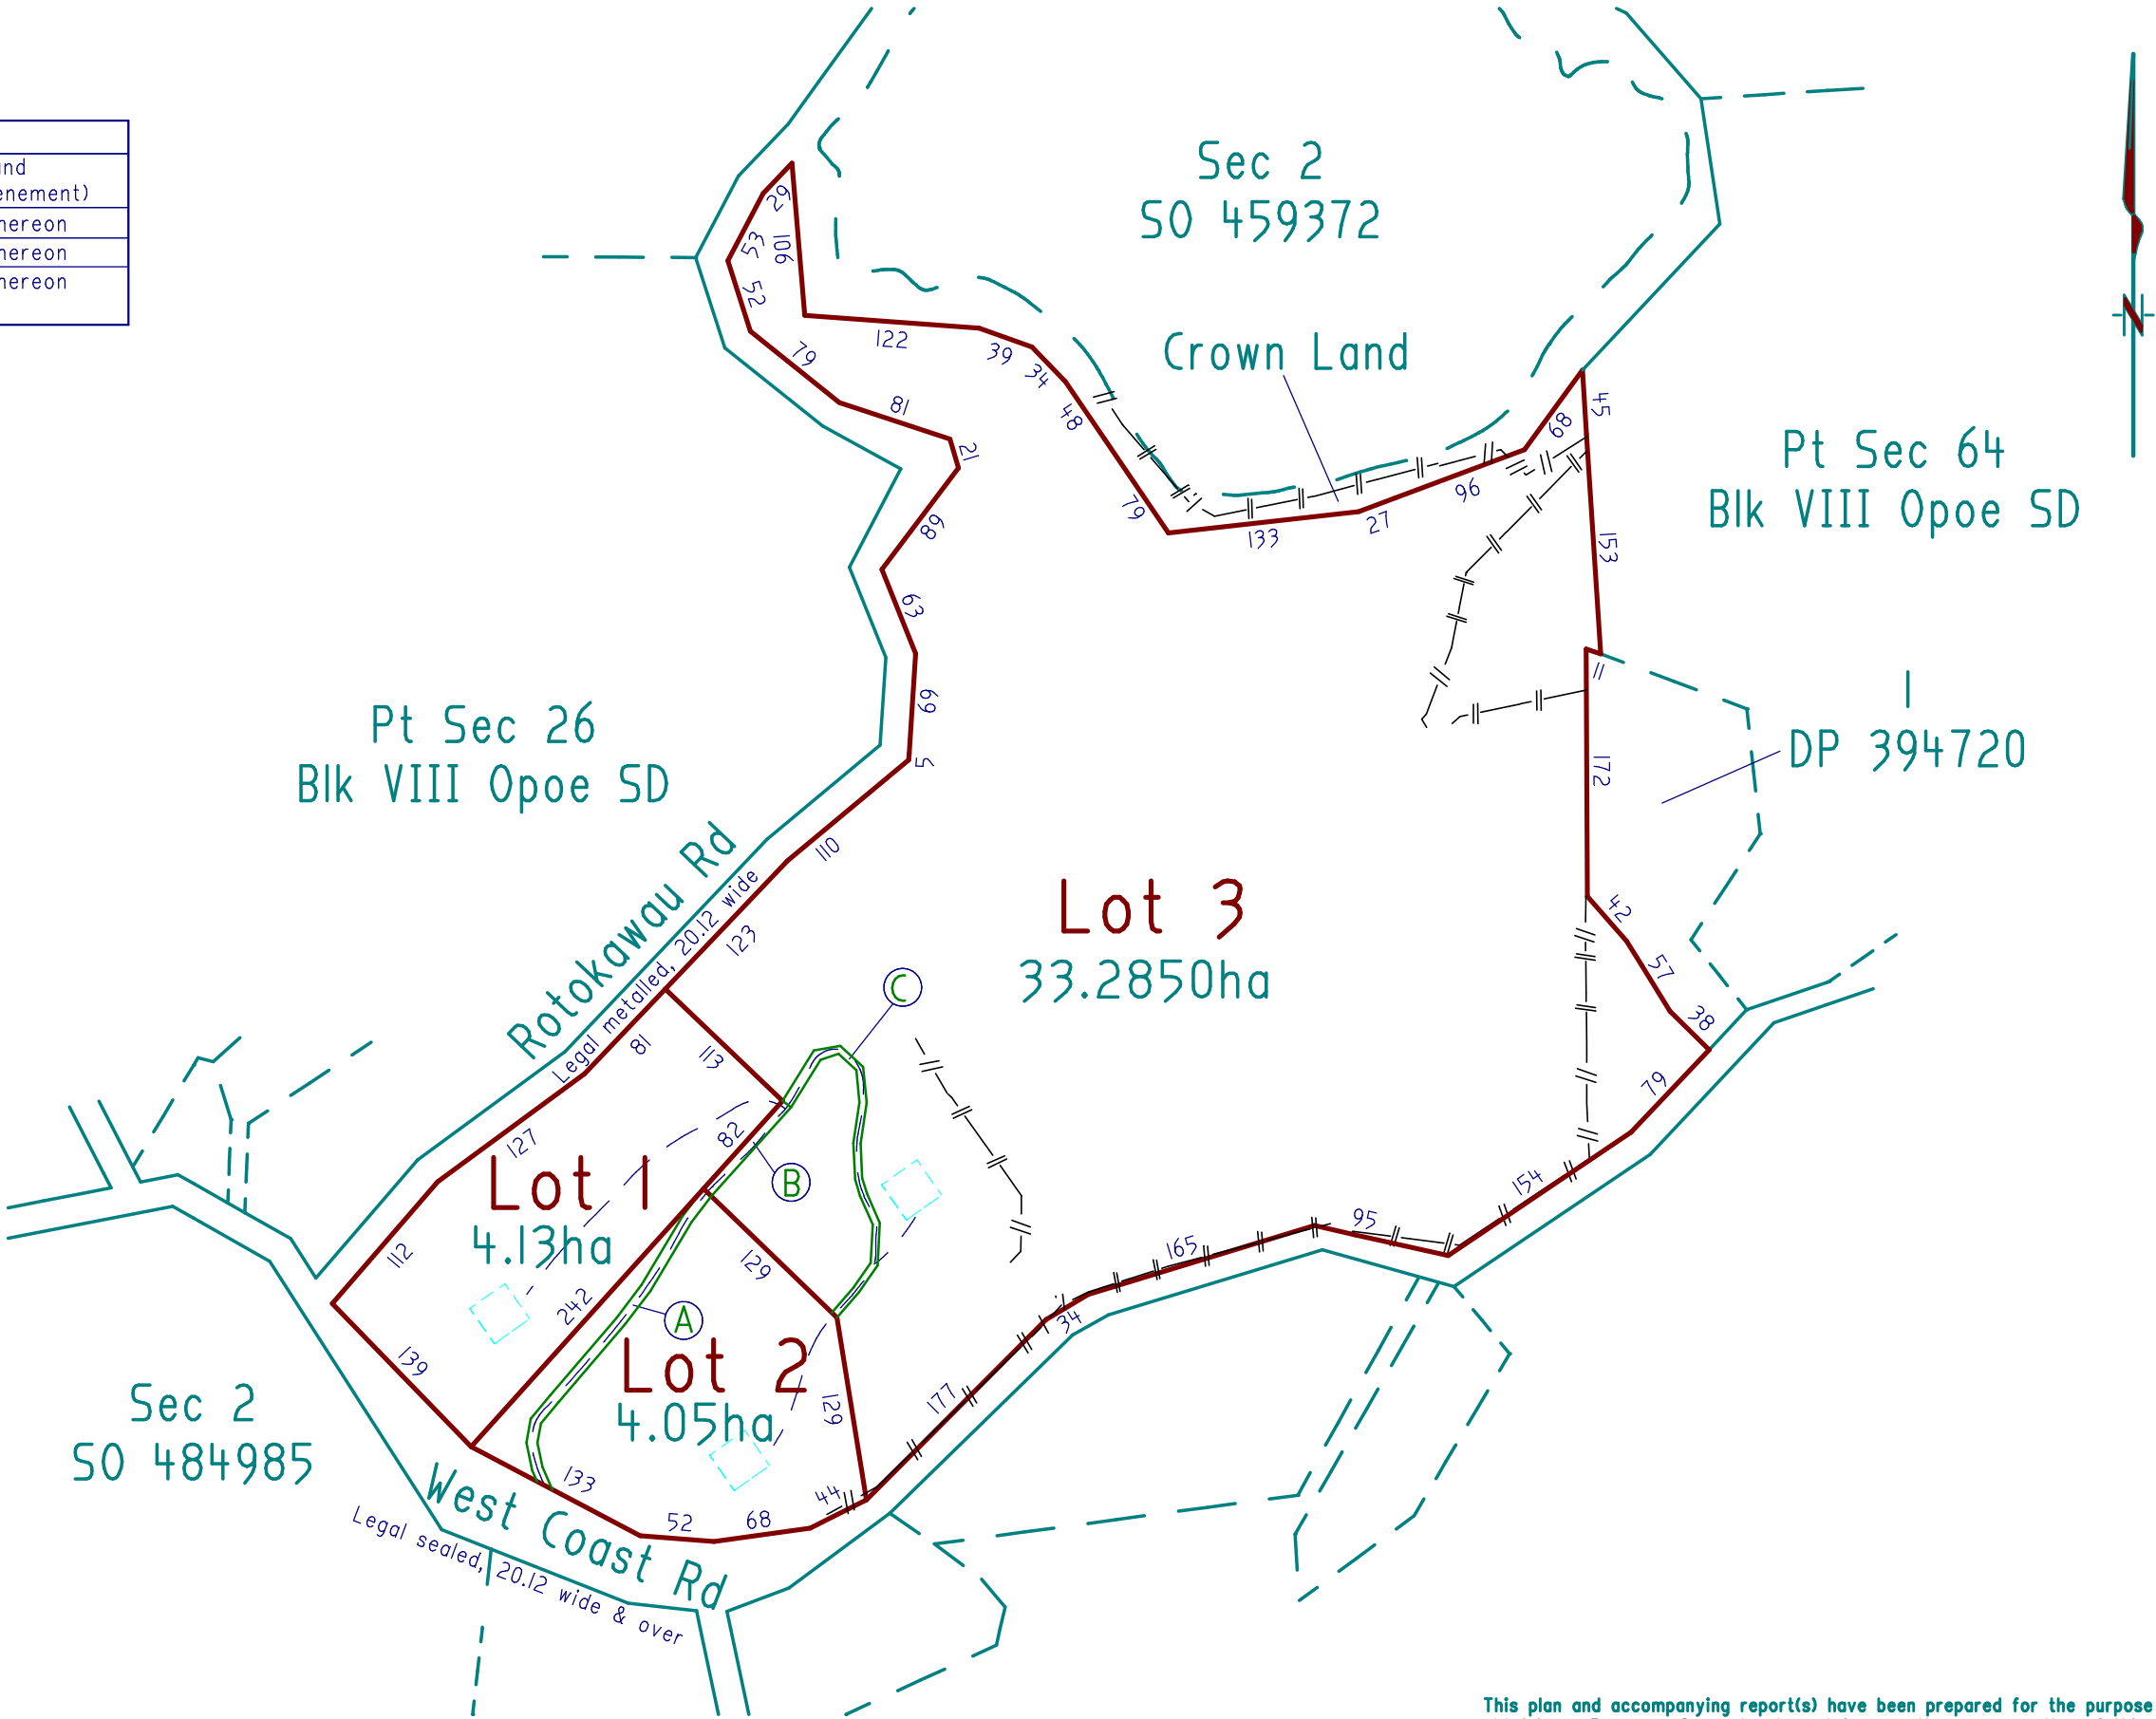 nd
enement)
hereon
hereon
hereon
Sec 2
SO 459372
Crown Land
Pt Sec 64
Blk VIII Opoe SD
N
29
53
106
52
79
122
39
34
48
81
21
79
133
27
96
68
45
153
89
63
69
5
110
11
172
1
DP 394720
Pt Sec 26
Blk VIII Opoe SD
Rotokawau Rd
Legal metalled, 20.12 wide
123
Lot 3
33.2850ha
42
57
38
79
154
C
81
113
127
82
B
Lot 1
4.13ha
112
139
242
129
A
Lot 2
4.05ha
129
95
165
34
177
Sec 2
SO 484985
133
52
68
44
West Coast Rd
Legal sealed, 20.12 wide & over
This plan and accompanying report(s) have been prepared for the purpose